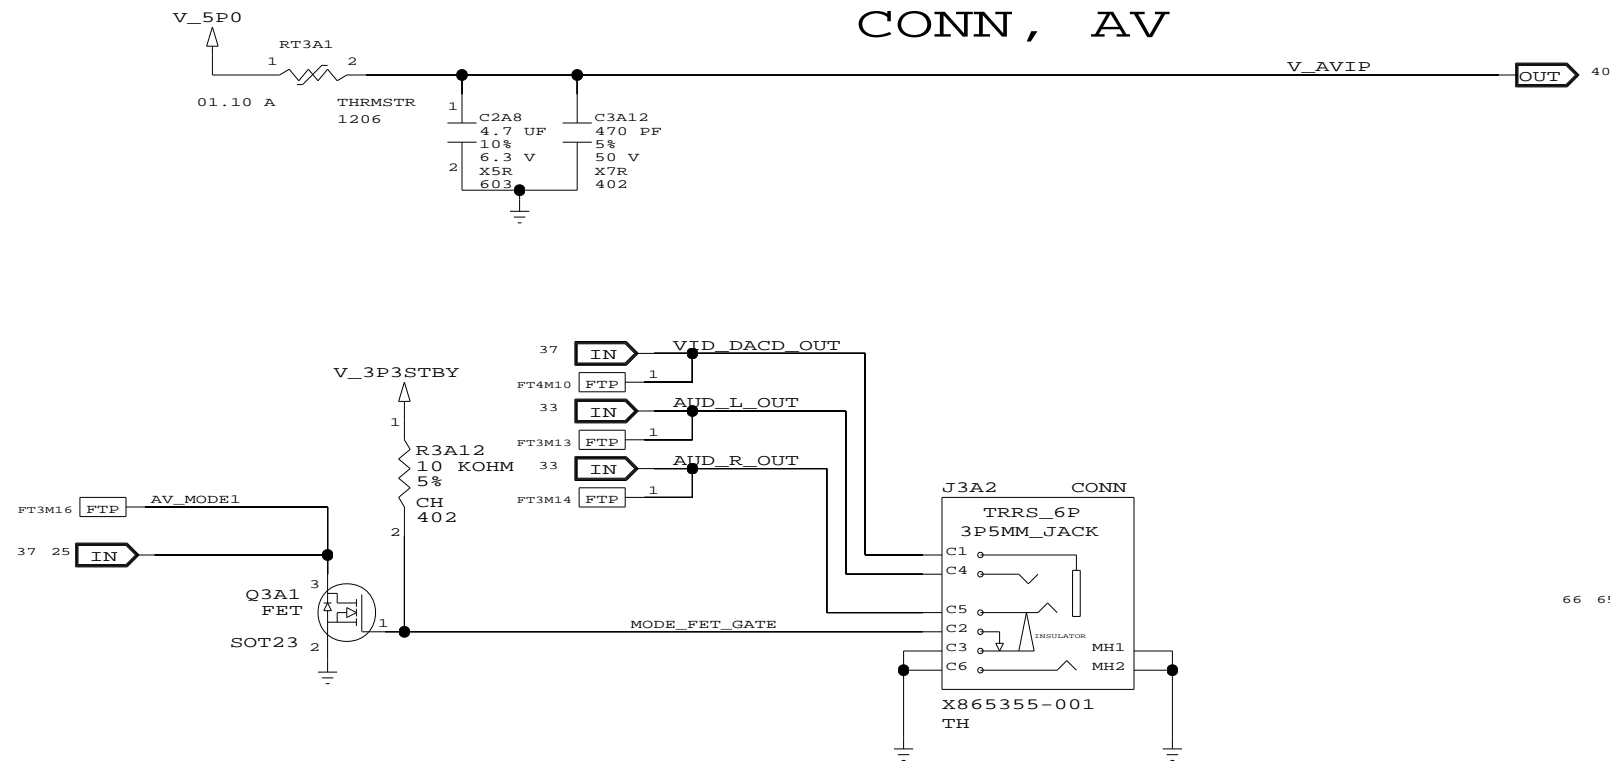 CONN, AV
V_5P0
RT3A1
1 2
01.10 A THRMSTR
1206
V_AVIP
OUT 40
1
C2A8
4.7 UF
10%
6.3 V
X5R
603
2
C3A12
470 PF
5%
50 V
X7R
402
37 IN VID_DACD_OUT
FT4M10 FTP 1
33 IN AUD_L_OUT
FT3M13 FTP 1
33 IN AUD_R_OUT
FT3M14 FTP 1
V_3P3STBY
1
R3A12
10 KOHM
5%
CH
402
2
FT3M16 FTP AV_MODE1
37 25 IN
3
Q3A1
FET
1
SOT23 2
MODE_FET_GATE
J3A2 CONN
TRRS_6P
3P5MM_JACK
C1
C4
C5
C2
INSULATOR
C3 MH1
C6 MH2
X865355-001
TH
66